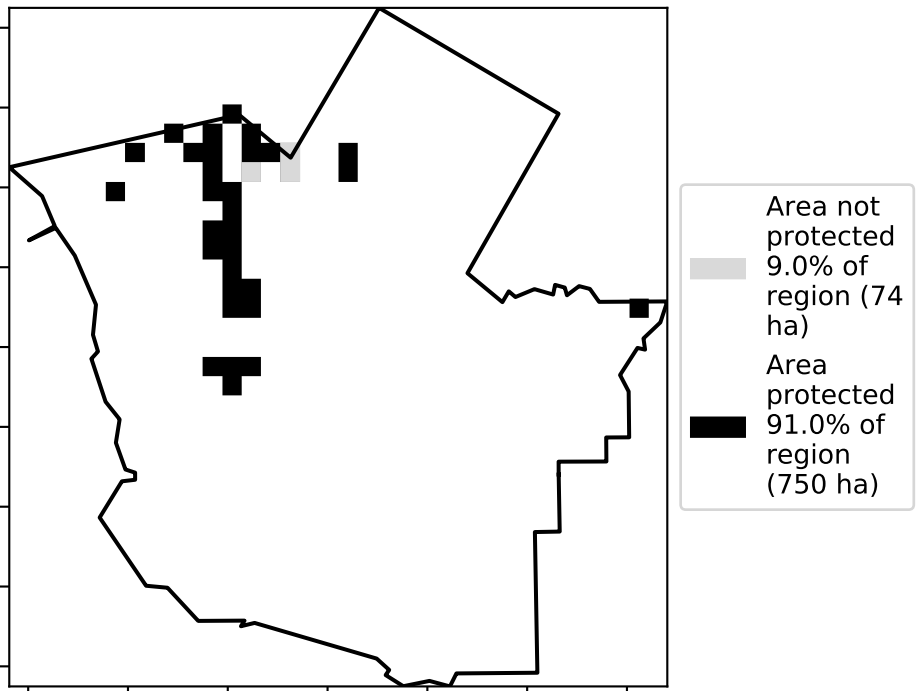 Area not
protected
9.0% of
region (74
ha)
Area
protected
91.0% of
region
(750 ha)